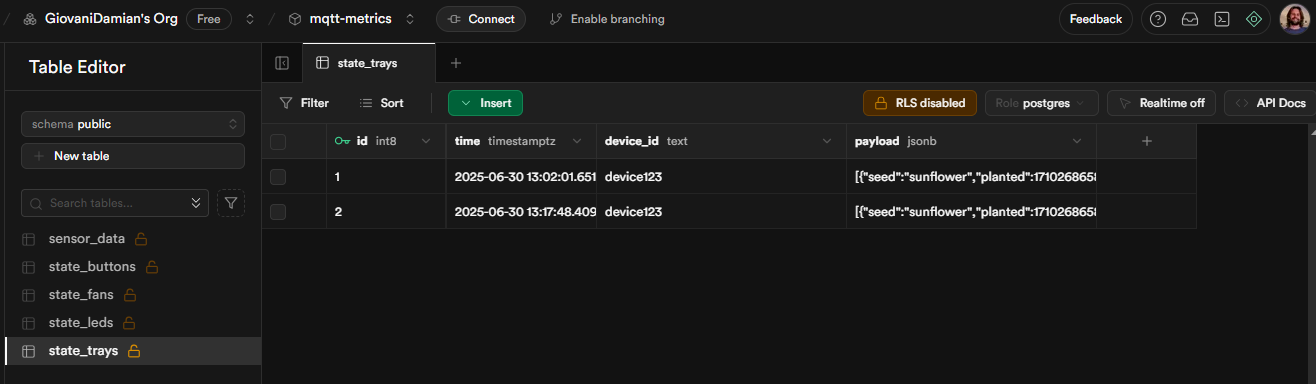 / GiovaniDamian's Org Free / mqtt-metrics Connect Enable branching Feedback
Table Editor
state_trays
Filter Sort Insert RLS disabled Role postgres Realtime off API Docs
schema public
New table
Search tables...
id int8 time timestamptz device_id text payload jsonb
1 2025-06-30 13:02:01.651 device123 [{"seed":"sunflower","planted":1710268658
2 2025-06-30 13:17:48.409 device123 [{"seed":"sunflower","planted":1710268658
sensor_data
state_buttons
state_fans
state_leds
state_trays